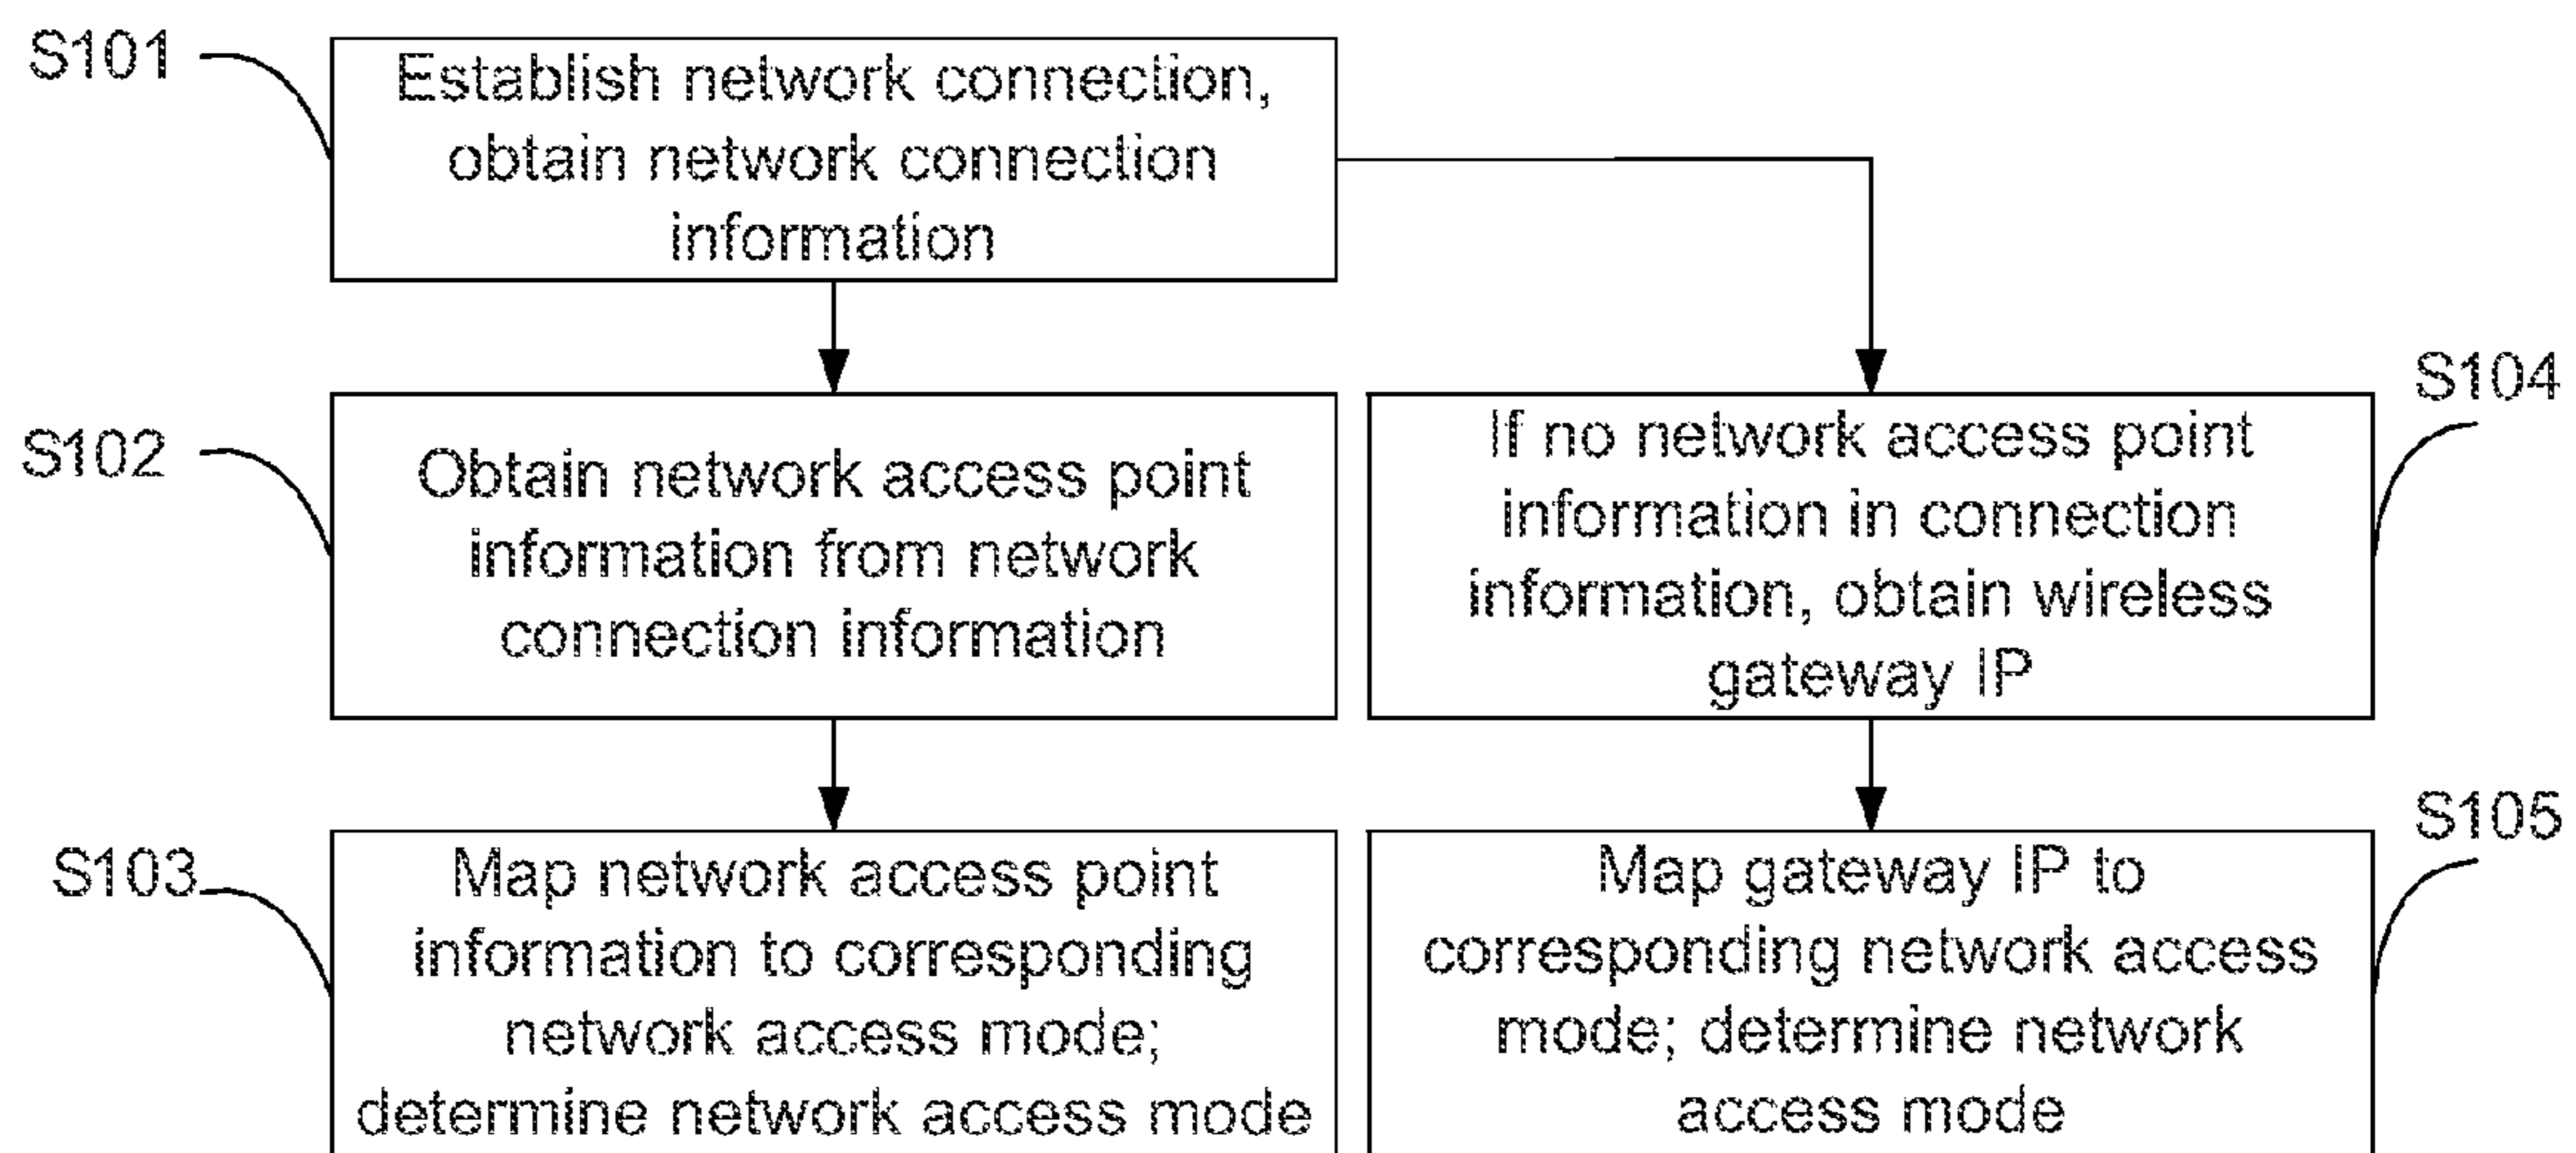 S101
Establish network connection,
obtain network connection
information
S102
Obtain network access point
information from network
connection information
S104
If no network access point
information in connection
information, obtain wireless
gateway IP
S103
Map network access point
information to corresponding
network access mode;
determine network access mode
S105
Map gateway IP to
corresponding network access
mode; determine network
access mode